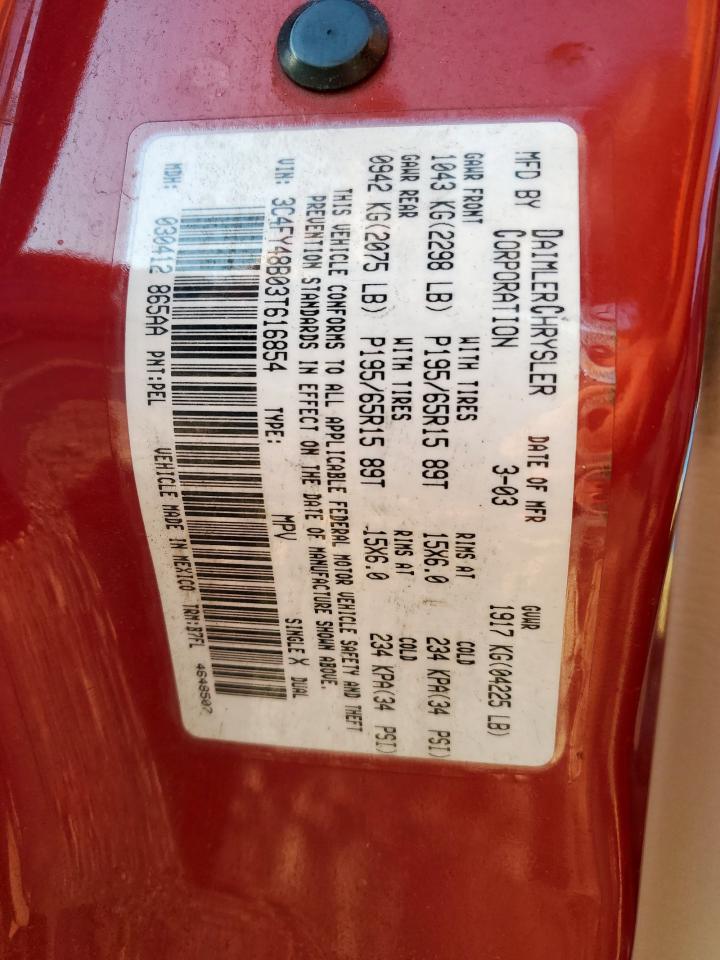 MFD BY DAIMLERCHRYSLER CORPORATION DATE OF MFR 3-03 GVWR 1917 KG(04225 LB)
GAWR FRONT WITH TIRES RIMS AT COLD
1043 KG(2298 LB) P195/65R15 89T 15X6.0 234 KPA(34 PSI)
GAWR REAR WITH TIRES RIMS AT COLD
0942 KG(2075 LB) P195/65R15 89T 15X6.0 234 KPA(34 PSI)
THIS VEHICLE CONFORMS TO ALL APPLICABLE FEDERAL MOTOR VEHICLE SAFETY AND THEFT
PREVENTION STANDARDS IN EFFECT ON THE DATE OF MANUFACTURE SHOWN ABOVE.
VIN: 3C4FY48B03T616854 TYPE: MPV SINGLE X DUAL
MDH: 030412 865AA PNT:PEL VEHICLE MADE IN MEXICO TRM:B7FL 4648507